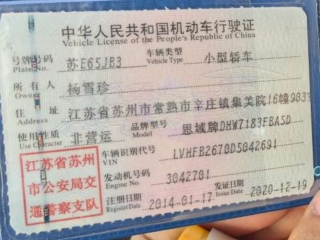 中华人民共和国机动车行驶证
Vehicle License of the People's Republic of China
号牌号码 苏E65JB3 车辆类型 小型轿车
Plate No. Vehicle Type
所有人 杨雪珍
Owner
住址 江苏省苏州市常熟市辛庄镇集美院16幢903室
Address
使用性质 非营运 品牌型号 思域牌DHW7183FBASD
Use Character Model
江苏省苏州市公安局交通警察支队
车辆识别代号 LVHFB2670D5042691
VIN
发动机号码 3042701
Engine No.
注册日期 2014-01-17 发证日期 2020-12-19
Register Date Issue Date